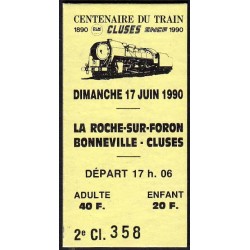 CENTENAIRE DU TRAIN
1890 CLUSES SNCF 1990
DIMANCHE 17 JUIN 1990
LA ROCHE-SUR-FORON
BONNEVILLE - CLUSES
DÉPART 17 h. 06
ADULTE ENFANT
40 F. 20 F.
2e Cl. 358